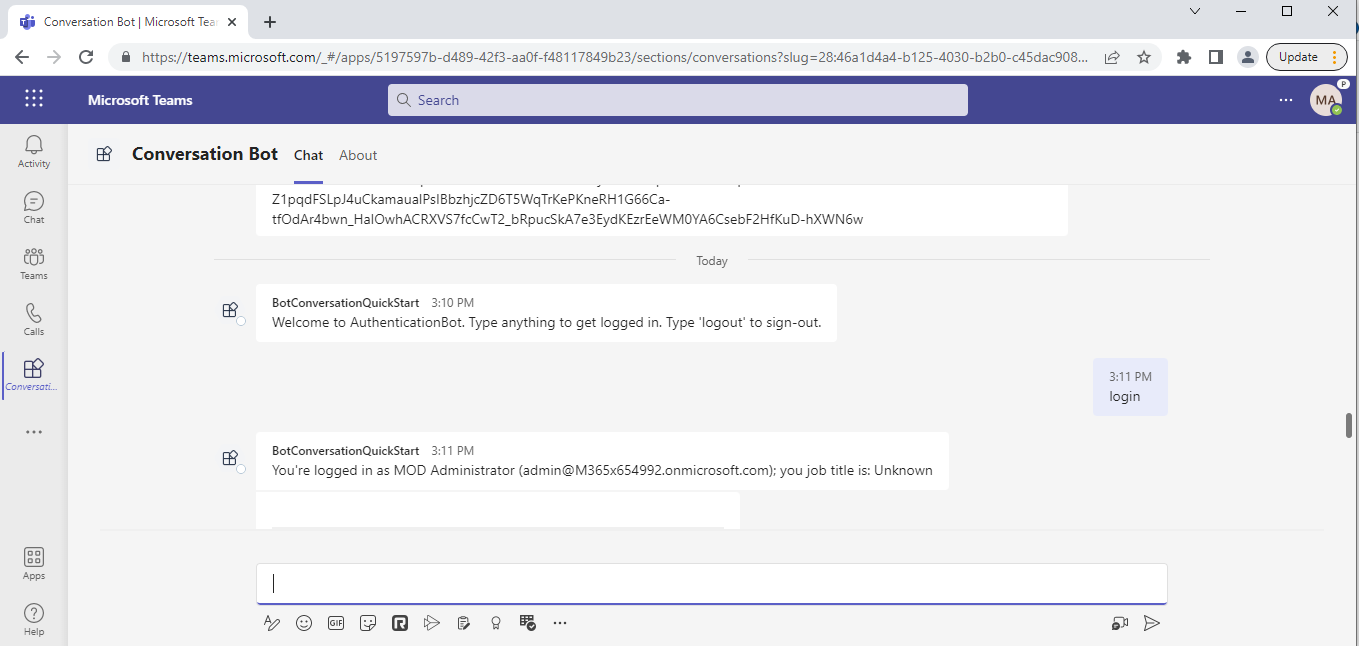 Conversation Bot | Microsoft Tea
https://teams.microsoft.com/_#/apps/5197597b-d489-42f3-aa0f-f48117849b23/sections/conversations?slug=28:46a1d4a4-b125-4030-b2b0-c45dac908...
Update
Microsoft Teams
Search
P
MA
Activity
Chat
Teams
Calls
Conversati...
Apps
Help
Conversation Bot
Chat
About
Z1pqdFSLpJ4uCkamaualPsIBbzhjcZD6T5WqTrKePKneRH1G66Ca-
tfOdAr4bwn_HaIOwhACRXVS7fcCwT2_bRpucSkA7e3EydKEzrEeWM0YA6CsebF2HfKuD-hXWN6w
Today
BotConversationQuickStart 3:10 PM
Welcome to AuthenticationBot. Type anything to get logged in. Type 'logout' to sign-out.
3:11 PM
login
BotConversationQuickStart 3:11 PM
You're logged in as MOD Administrator (admin@M365x654992.onmicrosoft.com); you job title is: Unknown
GIF